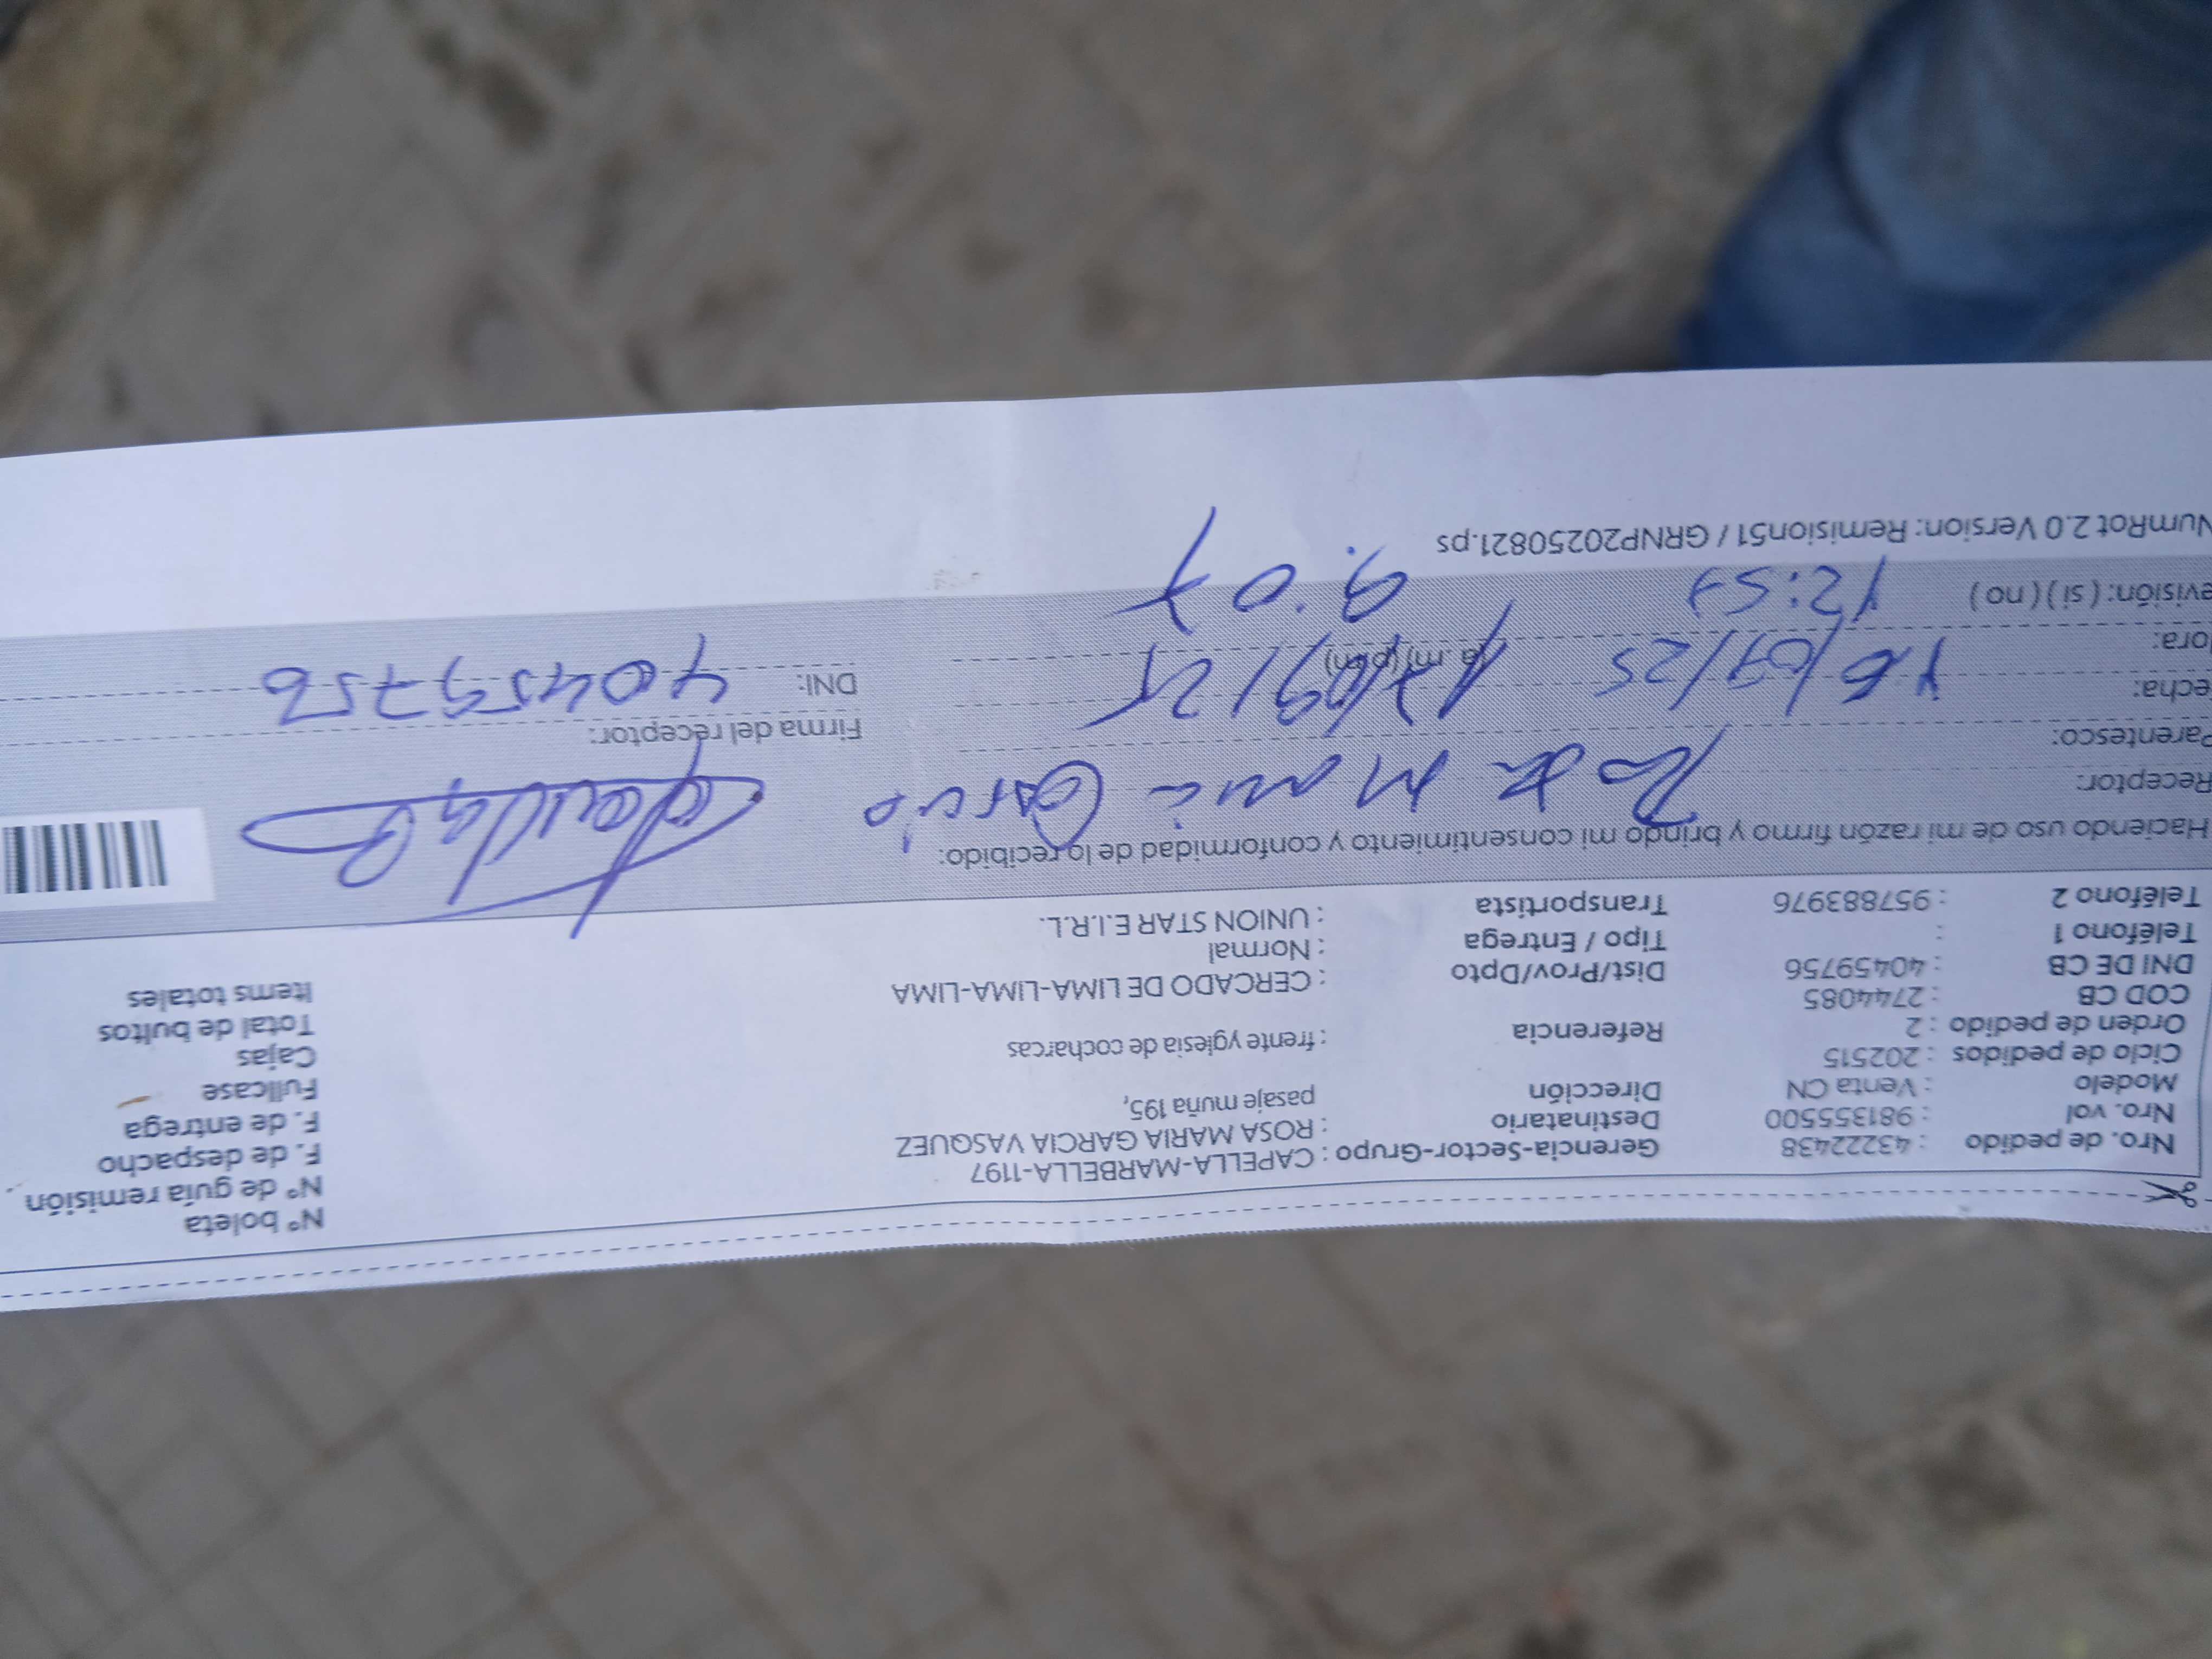 Nº boleta
Nº de guía remisión
Nro. de pedido : 43222438 Gerencia-Sector-Grupo : CAPELLA-MARBELLA-1197 F. de despacho
Nro. vol : 981355500 Destinatario : ROSA MARIA GARCIA VASQUEZ F. de entrega
Modelo : Venta CN Dirección pasaje muña 195, Fullcase
Ciclo de pedidos : 202515 Cajas
Orden de pedido : 2 Referencia : frente yglesia de cocharcas Total de bultos
COD CB : 2744085 Items totales
DNI DE CB : 40459756 Dist/Prov/Dpto : CERCADO DE LIMA-LIMA-LIMA
Teléfono 1 : Tipo / Entrega : Normal
Teléfono 2 : 957883976 Transportista : UNION STAR E.I.R.L.
Haciendo uso de mi razón firmo y brindo mi consentimiento y conformidad de lo recibido:
Receptor: Rosa Maria Garcia
Parentesco: Firma del receptor:
echa: 16/09/25 17/09/25 DNI: 40459756
ora: 12:57 (a.m) (p.m) 9:07
evisión: ( si ) ( no )
NumRot 2.0 Version: Remision51 / GRNP20250821.ps